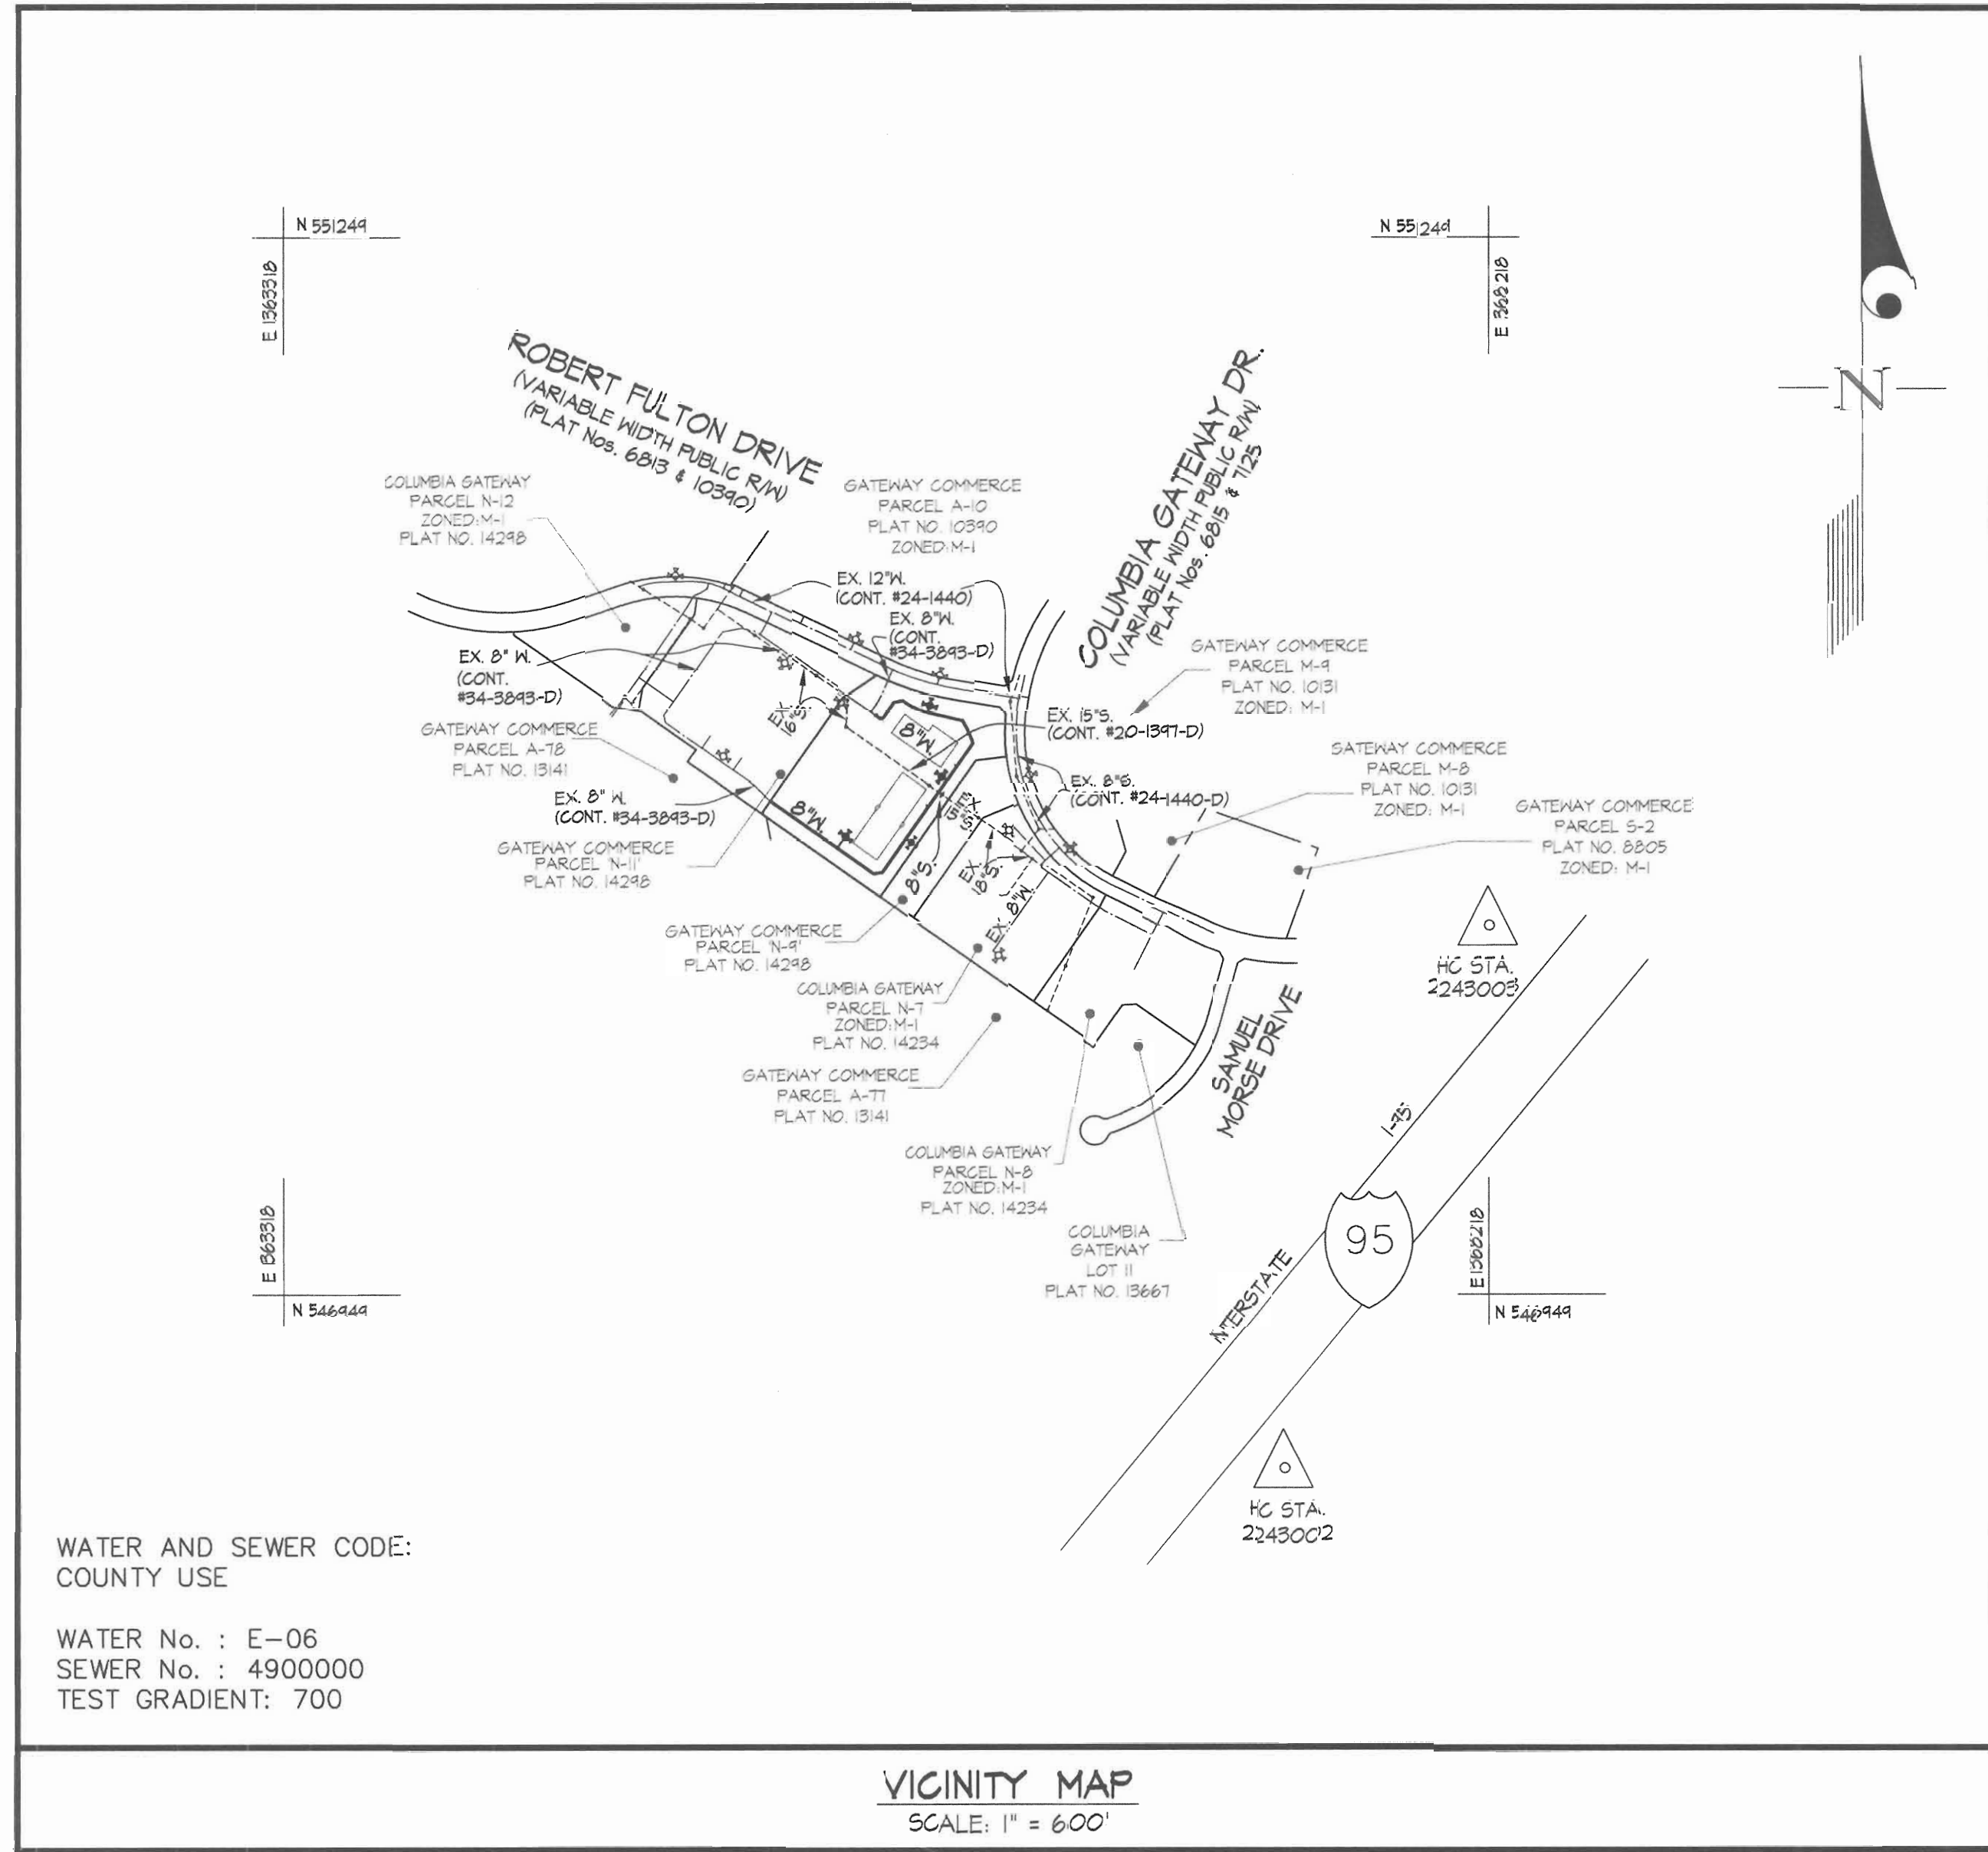 N 551249
N 551249
E 1363318
E 1368218
ROBERT FULTON DRIVE
(VARIABLE WIDTH PUBLIC R/W)
(PLAT Nos. 6813 & 10390)
COLUMBIA GATEWAY DR.
(VARIABLE WIDTH PUBLIC R/W)
(PLAT Nos. 6815 & 7125
N
COLUMBIA GATEWAY
PARCEL N-12
ZONED: M-1
PLAT NO. 14298
GATEWAY COMMERCE
PARCEL A-10
PLAT NO. 10390
ZONED: M-1
EX. 12"W.
(CONT. #24-1440)
EX. 8"W.
(CONT.
#34-3893-D)
EX. 8" W.
(CONT.
#34-3893-D)
GATEWAY COMMERCE
PARCEL M-9
PLAT NO. 10131
ZONED: M-1
EX. 15"S.
(CONT. #20-1397-D)
GATEWAY COMMERCE
PARCEL A-78
PLAT NO. 13141
EX.
16"S.
8"W.
GATEWAY COMMERCE
PARCEL M-8
PLAT NO. 10131
ZONED: M-1
EX. 8"S.
(CONT. #24-1440-D)
EX. 8" W.
(CONT. #34-3893-D)
8"W.
EX.
15"S.
GATEWAY COMMERCE
PARCEL S-2
PLAT NO. 8805
ZONED: M-1
GATEWAY COMMERCE
PARCEL 'N-11'
PLAT NO. 14298
8"S.
EX.
18"S.
EX. 8"W.
GATEWAY COMMERCE
PARCEL 'N-9'
PLAT NO. 14298
HC STA.
2243003
COLUMBIA GATEWAY
PARCEL N-7
ZONED: M-1
PLAT NO. 14234
SAMUEL
MORSE DRIVE
GATEWAY COMMERCE
PARCEL A-77
PLAT NO. 13141
I-95
COLUMBIA GATEWAY
PARCEL N-8
ZONED: M-1
PLAT NO. 14234
COLUMBIA
GATEWAY
LOT 11
PLAT NO. 13667
95
INTERSTATE
E 1363318
N 546949
E 1368218
N 546949
HC STA.
2243002
WATER AND SEWER CODE:
COUNTY USE
WATER No. : E-06
SEWER No. : 4900000
TEST GRADIENT: 700
VICINITY MAP
SCALE: 1" = 600'